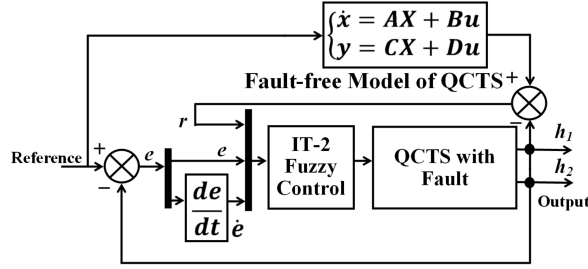 ẋ = AX + Bu
y = CX + Du
Fault-free Model of QCTS
+
−
r
Reference
+
−
e
e
de
dt
ė
IT-2
Fuzzy
Control
QCTS with
Fault
h₁
h₂
Output